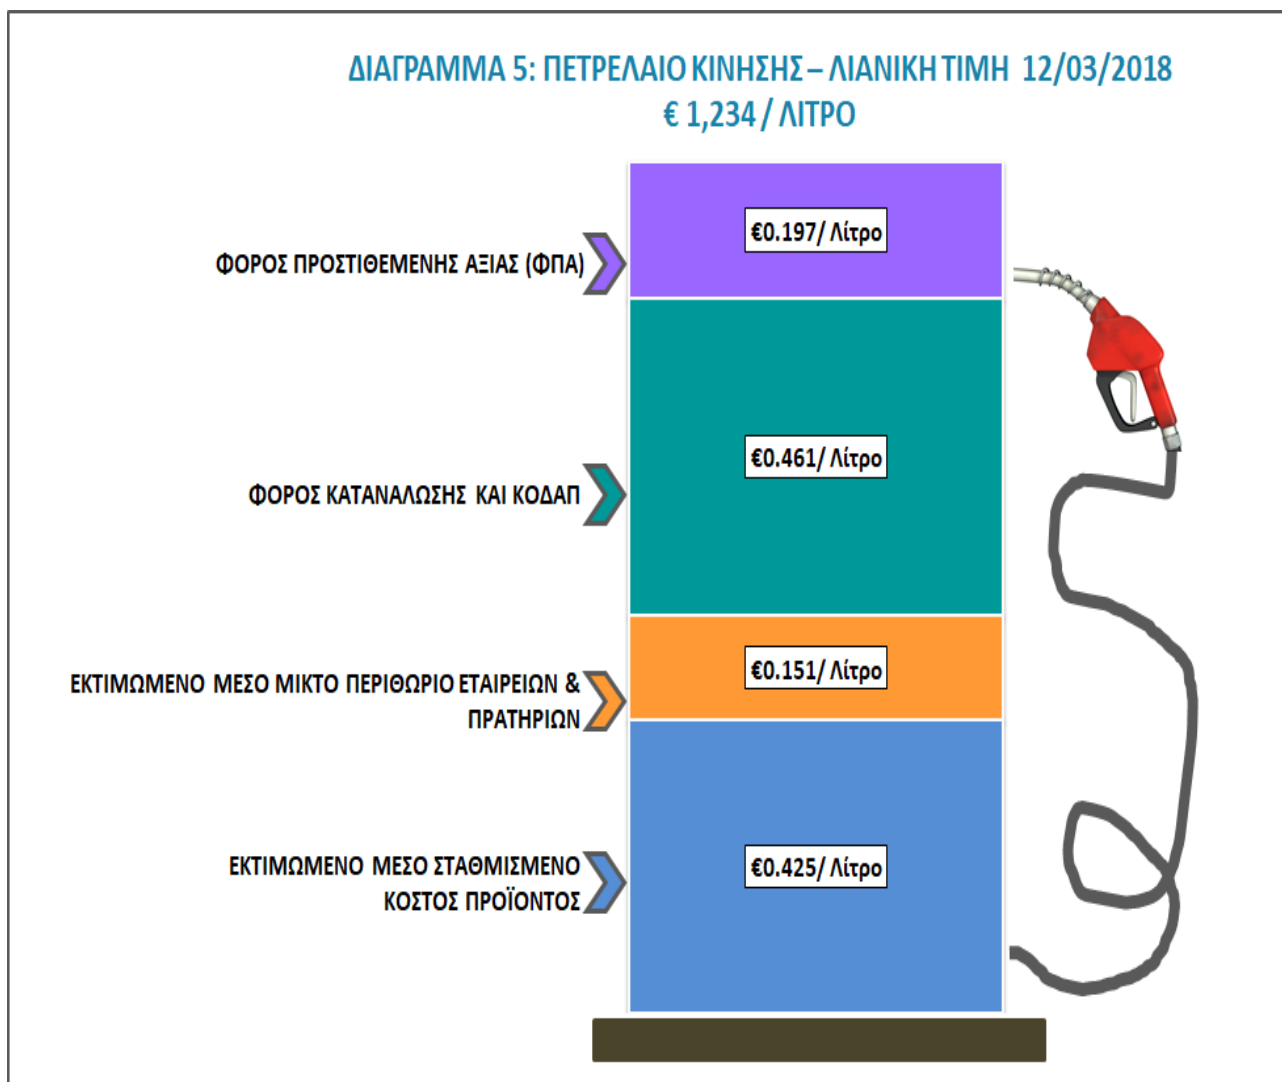 ΔΙΑΓΡΑΜΜΑ 5: ΠΕΤΡΕΛΑΙΟ ΚΙΝΗΣΗΣ – ΛΙΑΝΙΚΗ ΤΙΜΗ 12/03/2018
€ 1,234 / ΛΙΤΡΟ
€0.197/ Λίτρο
ΦΟΡΟΣ ΠΡΟΣΤΙΘΕΜΕΝΗΣ ΑΞΙΑΣ (ΦΠΑ)
€0.461/ Λίτρο
ΦΟΡΟΣ ΚΑΤΑΝΑΛΩΣΗΣ ΚΑΙ ΚΟΔΑΠ
€0.151/ Λίτρο
ΕΚΤΙΜΩΜΕΝΟ ΜΕΣΟ ΜΙΚΤΟ ΠΕΡΙΘΩΡΙΟ ΕΤΑΙΡΕΙΩΝ &
ΠΡΑΤΗΡΙΩΝ
€0.425/ Λίτρο
ΕΚΤΙΜΩΜΕΝΟ ΜΕΣΟ ΣΤΑΘΜΙΣΜΕΝΟ
ΚΟΣΤΟΣ ΠΡΟΪΟΝΤΟΣ